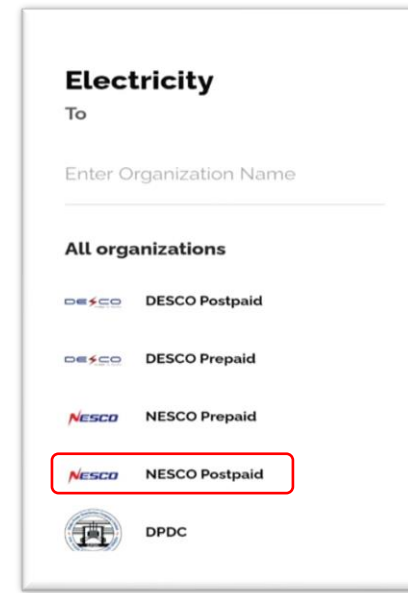 Electricity
To
Enter Organization Name
All organizations
DESCO DESCO Postpaid
DESCO DESCO Prepaid
NESCO NESCO Prepaid
NESCO NESCO Postpaid
DPDC